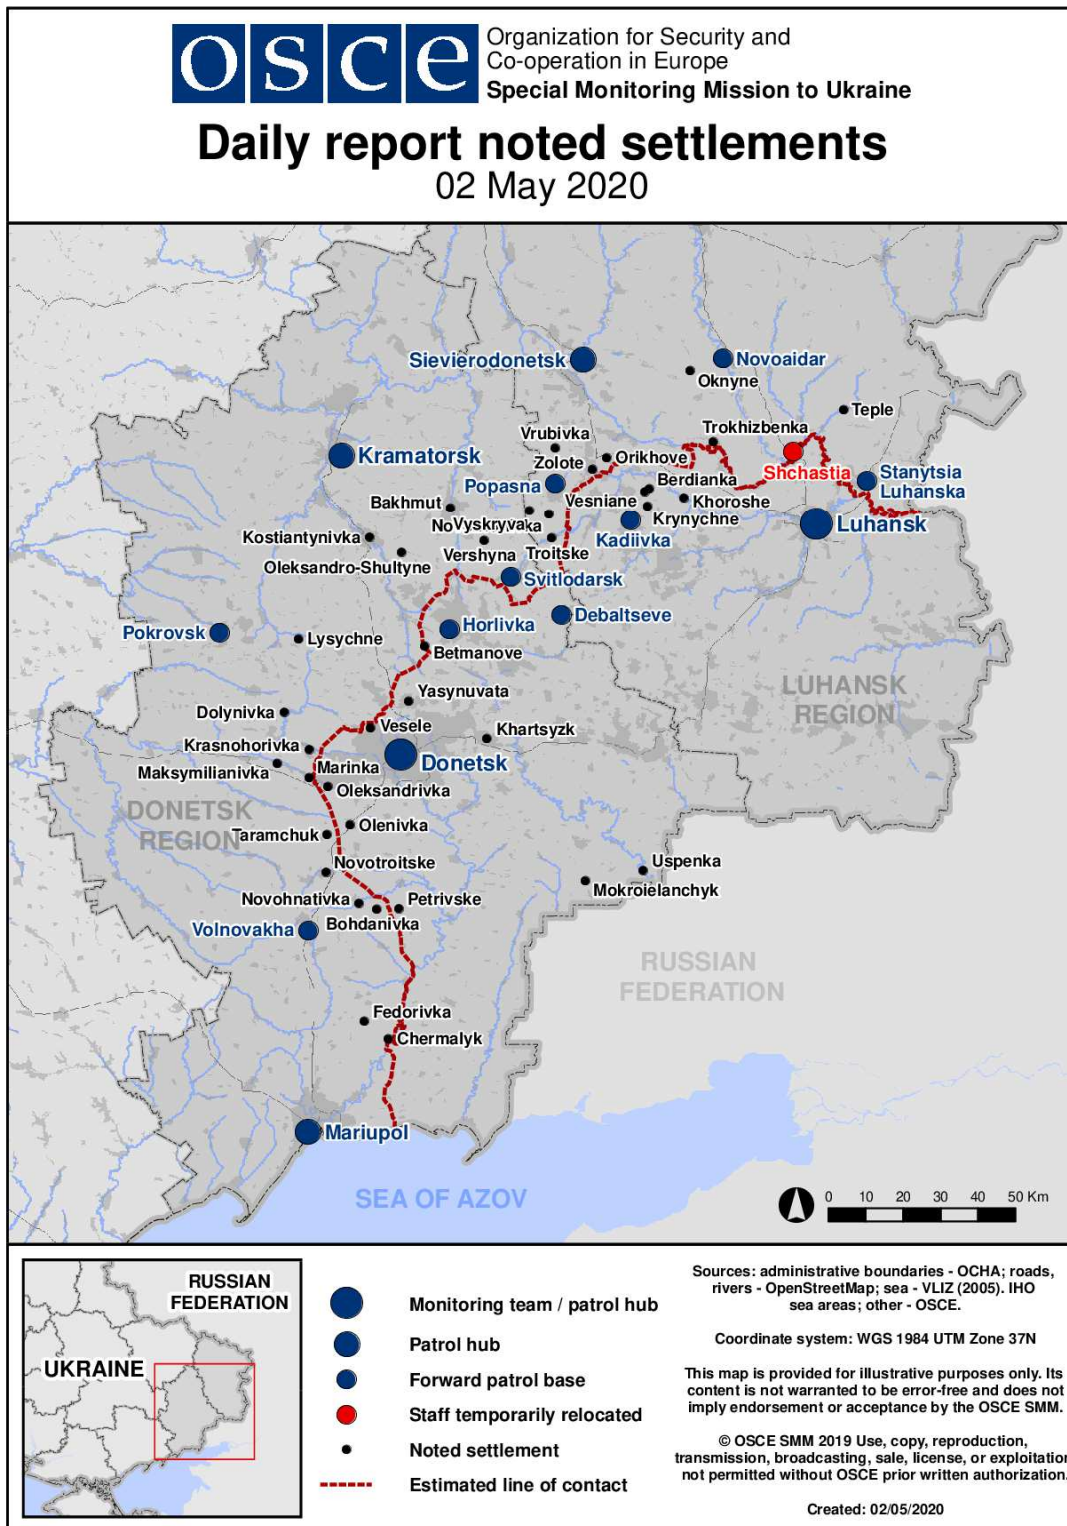 osce
Organization for Security and
Co-operation in Europe
Special Monitoring Mission to Ukraine
Daily report noted settlements
02 May 2020
Sievierodonetsk
Novoaidar
Oknyne
Teple
Trokhizbenka
Vrubivka
Orikhove
Zolote
Kramatorsk
Shchastia
Berdianka
Stanytsia
Luhanska
Popasna
Vesniane
Khoroshe
Bakhmut
Krynychne
Vyskryvaka
Luhansk
Kadiivka
Kostiantynivka
Vershyna
Troitske
Oleksandro-Shultyne
Svitlodarsk
Debaltseve
Horlivka
Pokrovsk
Lysychne
Betmanove
LUHANSK
REGION
Yasynuvata
Dolynivka
Vesele
Khartsyzk
Krasnohorivka
Marinka
Donetsk
Maksymilianivka
Oleksandrivka
DONETSK
REGION
Olenivka
Taramchuk
Novotroitske
Uspenka
Mokroielanchyk
Novohnativka
Petrivske
Bohdanivka
Volnovakha
RUSSIAN
FEDERATION
Fedorivka
Chermalyk
Mariupol
SEA OF AZOV
0 10 20 30 40 50 Km
RUSSIAN
FEDERATION
UKRAINE
Monitoring team / patrol hub
Patrol hub
Forward patrol base
Staff temporarily relocated
Noted settlement
Estimated line of contact
Sources: administrative boundaries - OCHA; roads,
rivers - OpenStreetMap; sea - VLIZ (2005). IHO
sea areas; other - OSCE.
Coordinate system: WGS 1984 UTM Zone 37N
This map is provided for illustrative purposes only. Its
content is not warranted to be error-free and does not
imply endorsement or acceptance by the OSCE SMM.
© OSCE SMM 2019 Use, copy, reproduction,
transmission, broadcasting, sale, license, or exploitation
not permitted without OSCE prior written authorization.
Created: 02/05/2020